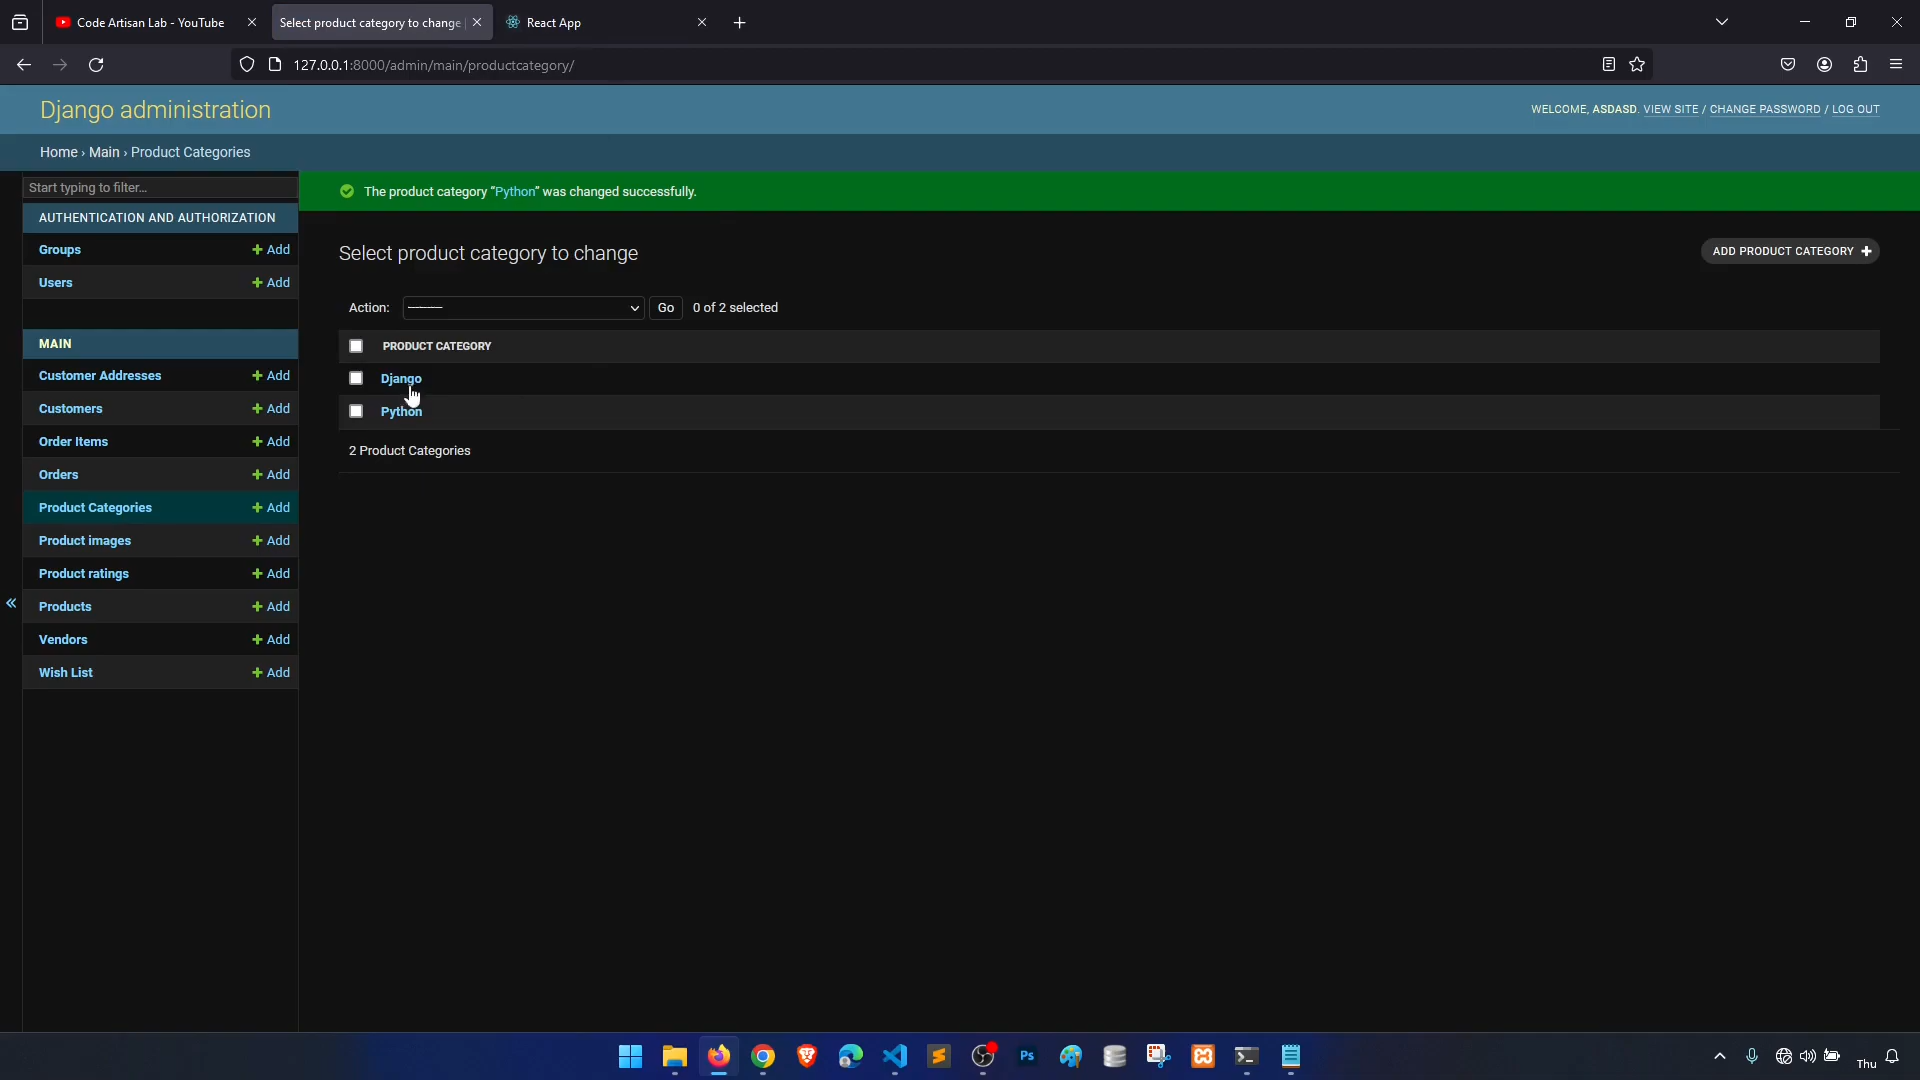 Code Artisan Lab - YouTube
Select product category to change
React App
127.0.0.1:8000/admin/main/productcategory/
Django administration
WELCOME, ASDASD. VIEW SITE / CHANGE PASSWORD / LOG OUT
Home › Main › Product Categories
Start typing to filter...
The product category “Python” was changed successfully.
AUTHENTICATION AND AUTHORIZATION
Groups + Add
Users + Add
MAIN
Customer Addresses + Add
Customers + Add
Order Items + Add
Orders + Add
Product Categories + Add
Product images + Add
Product ratings + Add
Products + Add
Vendors + Add
Wish List + Add
Select product category to change
ADD PRODUCT CATEGORY +
Action: --------- Go 0 of 2 selected
PRODUCT CATEGORY
Django
Python
2 Product Categories
Ps
Thu